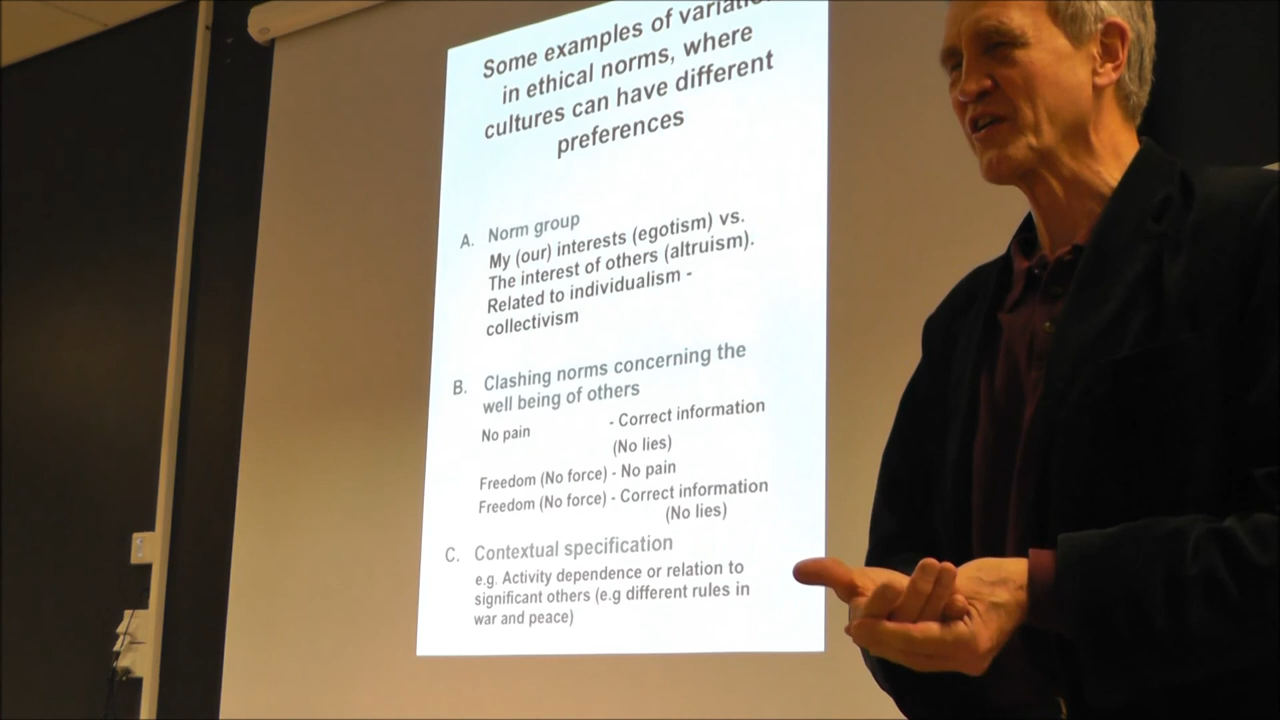 Some examples of
in ethical norms, where
cultures can have different
preferences
A. Norm group
My (our) interests (egotism) vs.
The interest of others (altruism).
Related to individualism -
collectivism
B. Clashing norms concerning the
well being of others
No pain - Correct information
(No lies)
Freedom (No force) - No pain
Freedom (No force) - Correct information
(No lies)
C. Contextual specification
e.g. Activity dependence or relation to
significant others (e.g different rules in
war and peace)